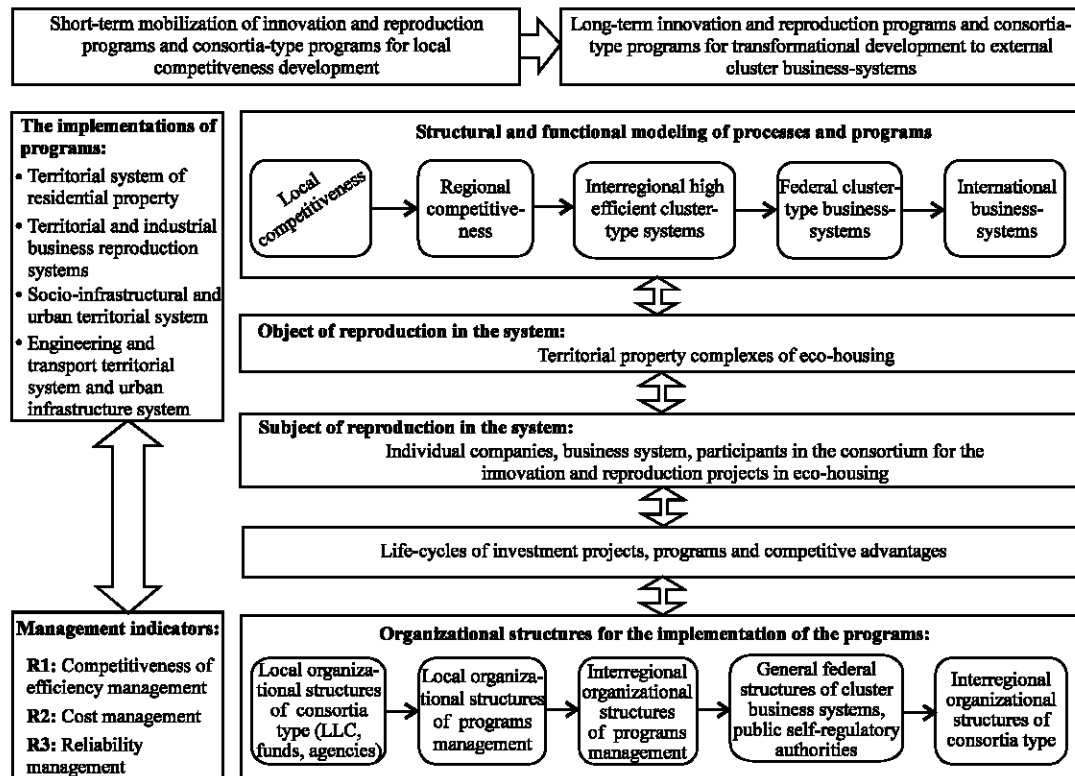 Short-term mobilization of innovation and reproduction
programs and consortia-type programs for local
competitveness development
Long-term innovation and reproduction programs and consortia-
type programs for transformational development to external
cluster business-systems
The implementations of
programs:
• Territorial system of
residential property
• Territorial and industrial
business reproduction
systems
• Socio-infrastructural and
urban territorial system
• Engineering and
transport territorial
system and urban
infrastructure system
Structural and functional modeling of processes and programs
Local
competitiveness
Regional
competitive-
ness
Interregional high
efficient cluster-
type systems
Federal cluster-
type business-
systems
International
business-
systems
Object of reproduction in the system:
Territorial property complexes of eco-housing
Subject of reproduction in the system:
Individual companies, business system, participants in the consortium for the
innovation and reproduction projects in eco-housing
Life-cycles of investment projects, programs and competitive advantages
Management indicators:
R1: Competitiveness of
efficiency management
R2: Cost management
R3: Reliability
management
Organizational structures for the implementation of the programs:
Local organiza-
tional structures
of consortia
type (LLC,
funds, agencies)
Local organiza-
tional structures
of programs
management
Interregional
organizational
structures
of programs
management
General federal
structures of cluster
business systems,
public self-regulatory
authorities
Interregional
organizational
structures of
consortia type